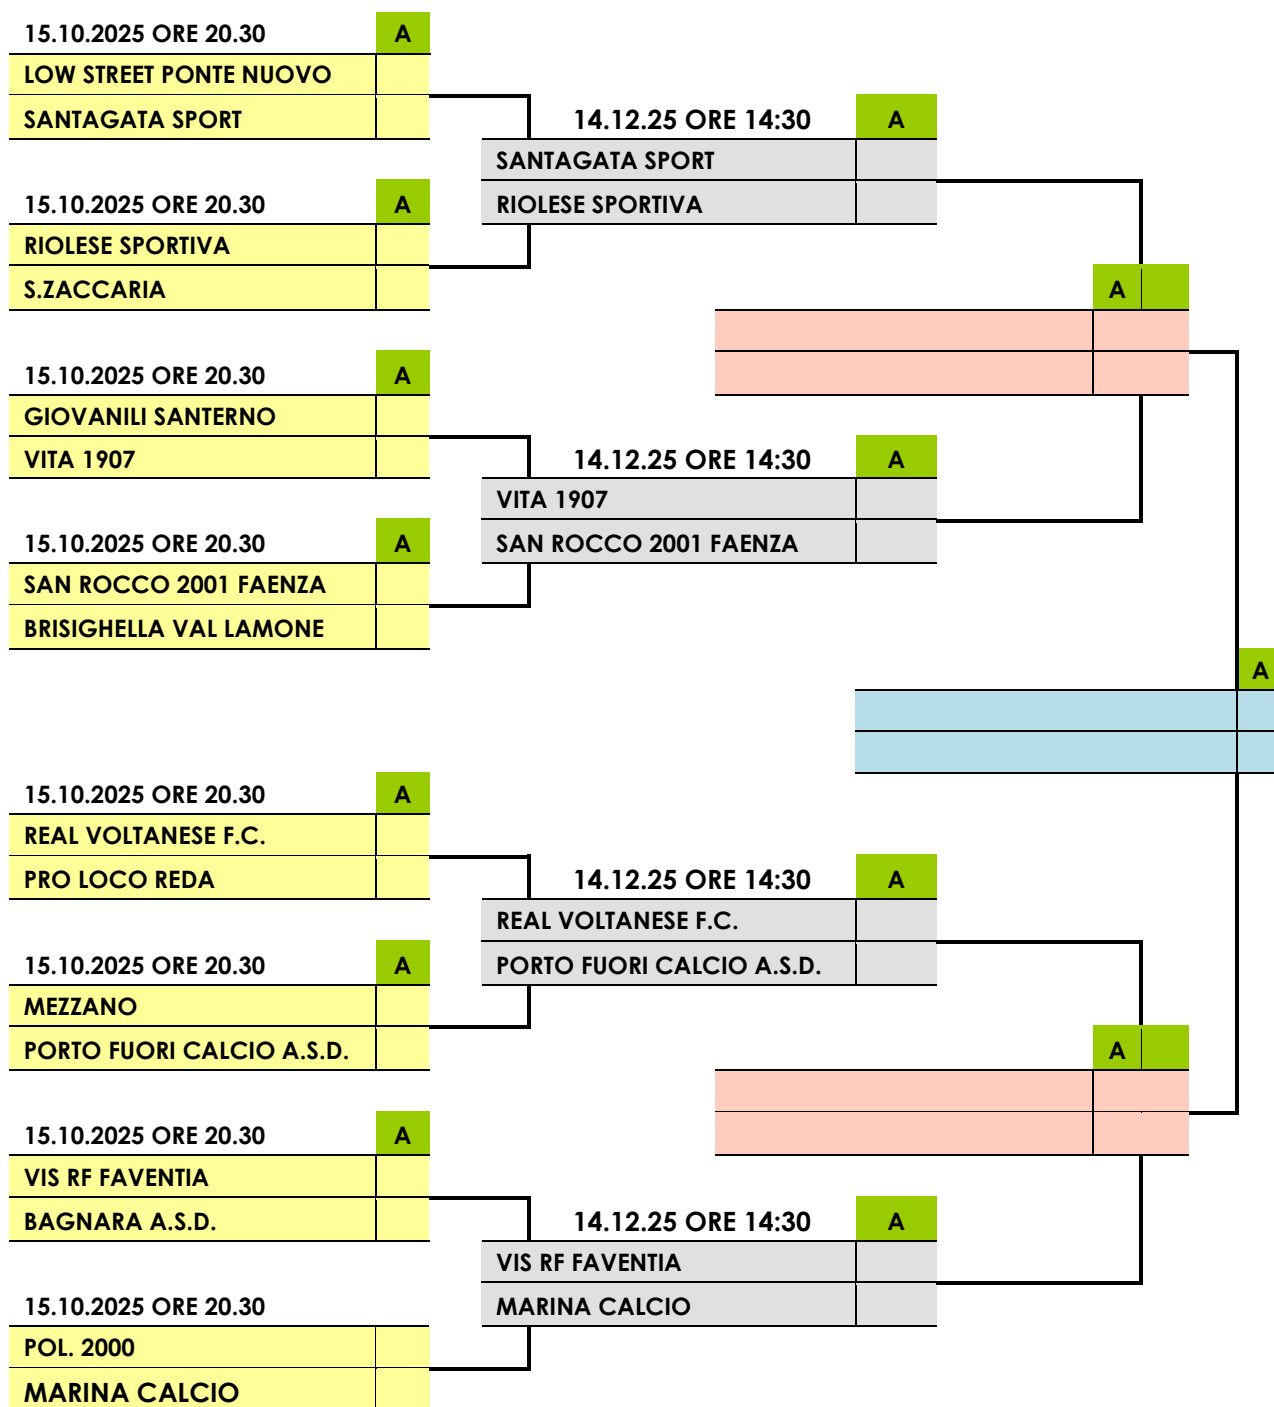 15.10.2025 ORE 20.30 A
LOW STREET PONTE NUOVO
SANTAGATA SPORT
14.12.25 ORE 14:30 A
SANTAGATA SPORT
RIOLESE SPORTIVA
15.10.2025 ORE 20.30 A
RIOLESE SPORTIVA
S.ZACCARIA
A
15.10.2025 ORE 20.30 A
GIOVANILI SANTERNO
VITA 1907
14.12.25 ORE 14:30 A
VITA 1907
SAN ROCCO 2001 FAENZA
15.10.2025 ORE 20.30 A
SAN ROCCO 2001 FAENZA
BRISIGHELLA VAL LAMONE
A
15.10.2025 ORE 20.30 A
REAL VOLTANESE F.C.
PRO LOCO REDA
14.12.25 ORE 14:30 A
REAL VOLTANESE F.C.
PORTO FUORI CALCIO A.S.D.
15.10.2025 ORE 20.30 A
MEZZANO
PORTO FUORI CALCIO A.S.D.
A
15.10.2025 ORE 20.30 A
VIS RF FAVENTIA
BAGNARA A.S.D.
14.12.25 ORE 14:30 A
VIS RF FAVENTIA
MARINA CALCIO
15.10.2025 ORE 20.30
POL. 2000
MARINA CALCIO